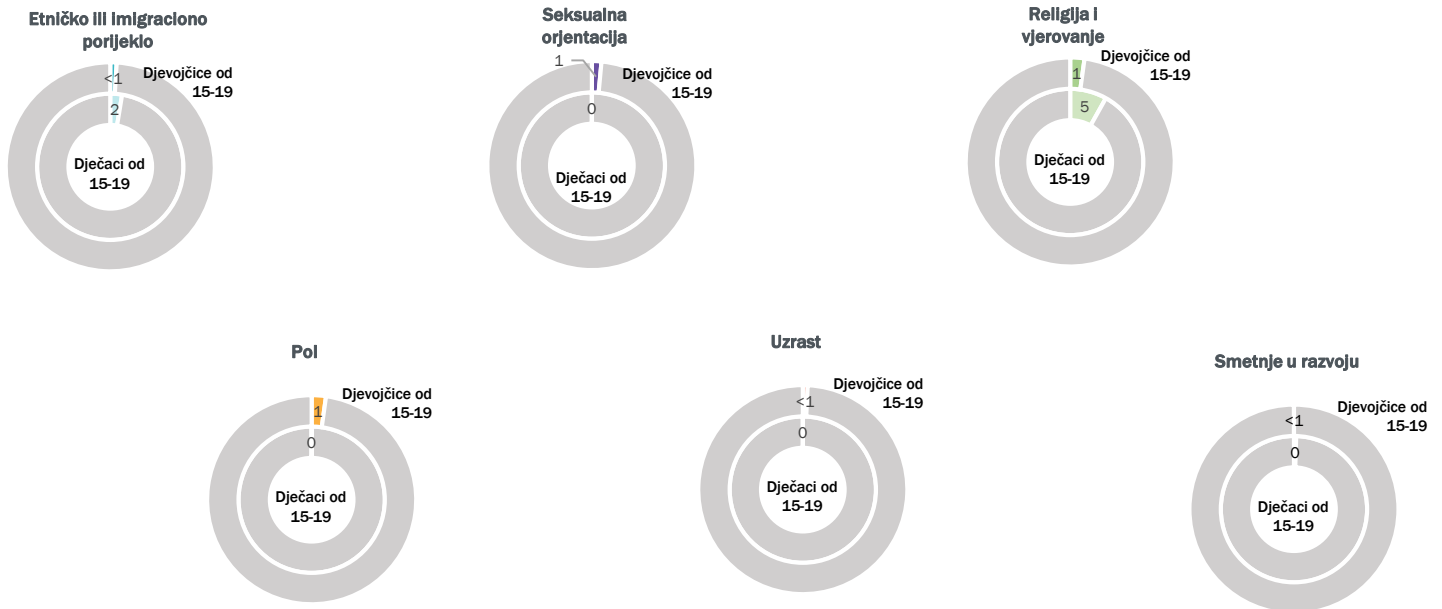 Etničko ili imigraciono
porijeklo
<1
Djevojčice od
15-19
2
Dječaci od
15-19
Seksualna
orjentacija
1
Djevojčice od
15-19
0
Dječaci od
15-19
Religija i
vjerovanje
Djevojčice od
15-19
1
5
Dječaci od
15-19
Pol
Djevojčice od
15-19
1
0
Dječaci od
15-19
Uzrast
Djevojčice od
15-19
<1
0
Dječaci od
15-19
Smetnje u razvoju
Djevojčice od
15-19
<1
0
Dječaci od
15-19